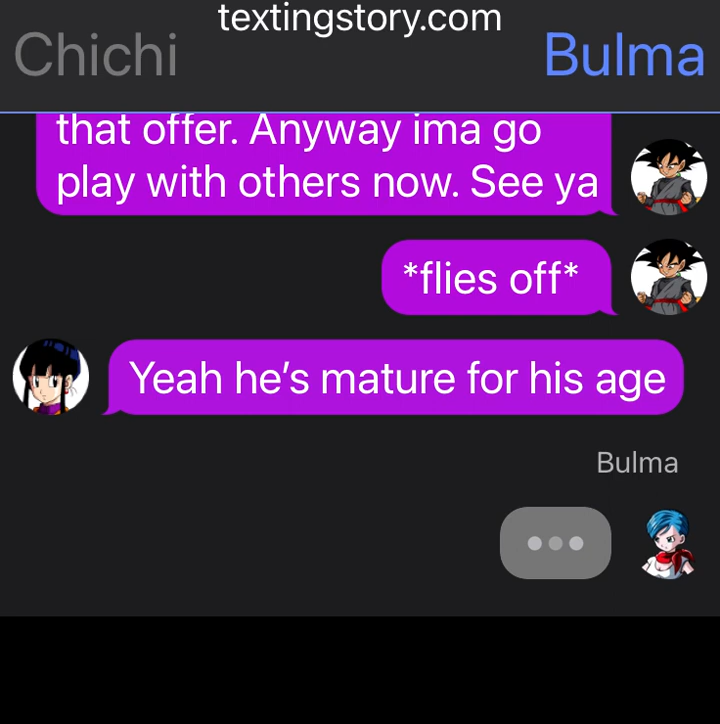 textingstory.com
Chichi
Bulma
that offer. Anyway ima go
play with others now. See ya
*flies off*
Yeah he’s mature for his age
Bulma